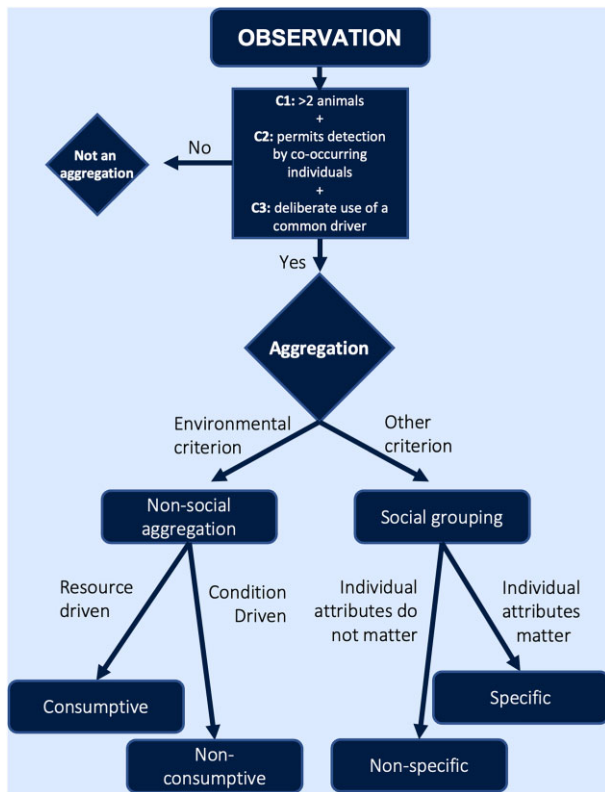 OBSERVATION
C1: >2 animals
+
C2: permits detection
by co-occurring
individuals
+
C3: deliberate use of a
common driver
No
Not an
aggregation
Yes
Aggregation
Environmental
criterion
Other
criterion
Non-social
aggregation
Social grouping
Resource
driven
Condition
Driven
Individual
attributes do
not matter
Individual
attributes
matter
Consumptive
Specific
Non-
consumptive
Non-specific